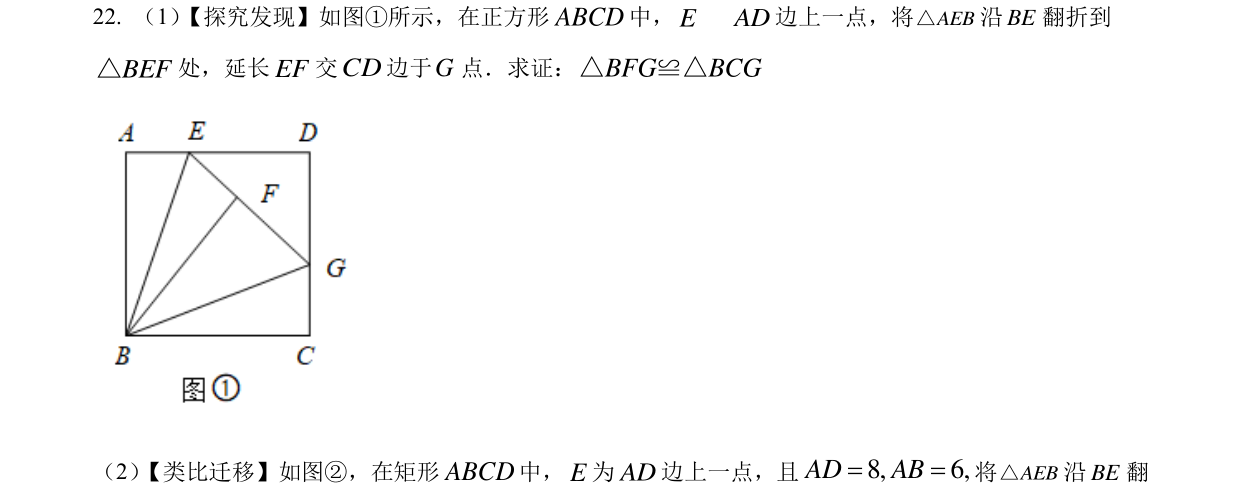 22. （1）【探究发现】如图①所示，在正方形ABCD中，E AD边上一点，将△AEB沿BE翻折到
△BEF处，延长EF交CD边于G点．求证：△BFG≌△BCG
A E D
F
G
B C
图①
（2）【类比迁移】如图②，在矩形ABCD中，E为AD边上一点，且AD=8,AB=6,将△AEB沿BE翻